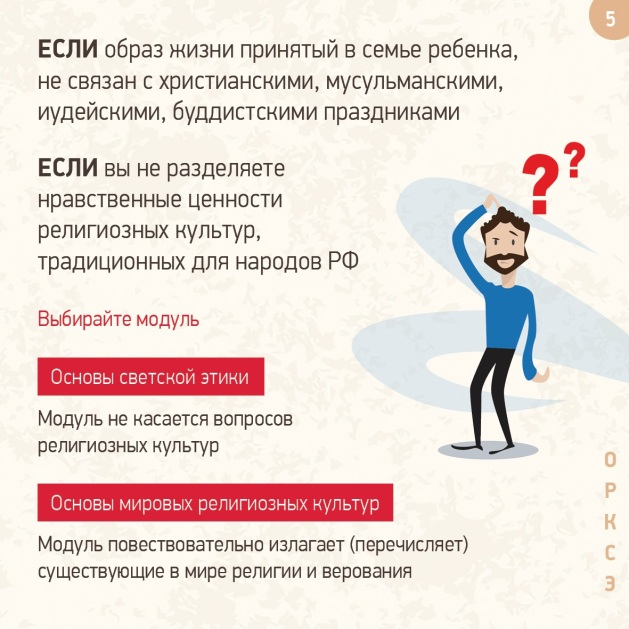 5
ЕСЛИ образ жизни принятый в семье ребенка,
не связан с христианскими, мусульманскими,
иудейскими, буддистскими праздниками
ЕСЛИ вы не разделяете
нравственные ценности
религиозных культур,
традиционных для народов РФ
??
Выбирайте модуль
Основы светской этики
Модуль не касается вопросов
религиозных культур
Основы мировых религиозных культур
Модуль повествовательно излагает (перечисляет)
существующие в мире религии и верования
О
Р
К
С
Э